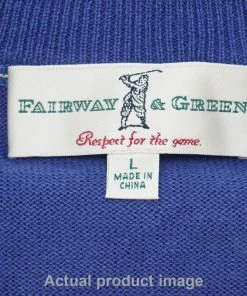 FAIRWAY & GREEN
Respect for the game.
L
MADE IN
CHINA
Actual product image